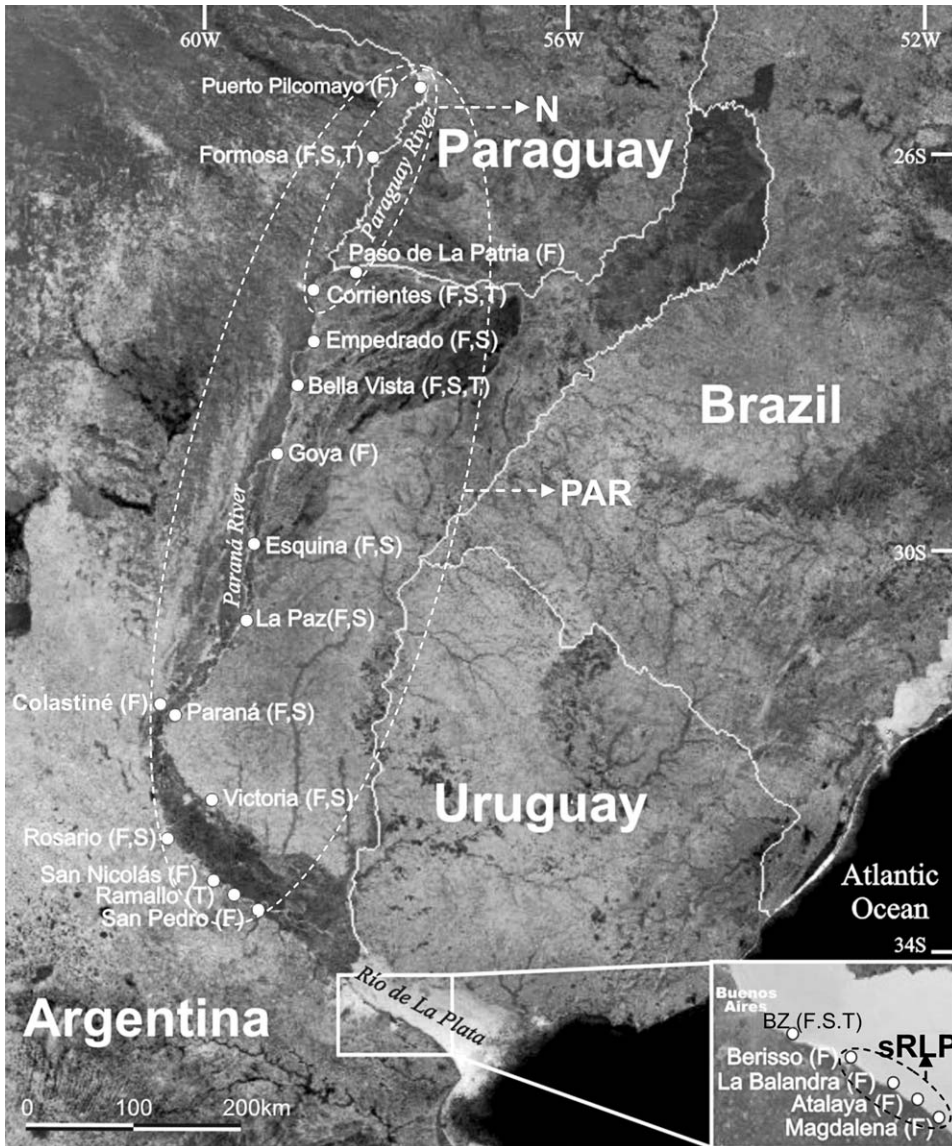 60W
56W
52W
Puerto Pilcomayo (F)
N
Formosa (F,S,T)
Paraguay River
Paraguay
26S
Paso de La Patria (F)
Corrientes (F,S,T)
Empedrado (F,S)
Bella Vista (F,S,T)
Brazil
Goya (F)
PAR
Paraná River
Esquina (F,S)
30S
La Paz(F,S)
Colastiné (F)
Paraná (F,S)
Victoria (F,S)
Uruguay
Rosario (F,S)
San Nicolás (F)
Ramallo (T)
San Pedro (F)
Atlantic
Ocean
34S
Río de La Plata
Argentina
0 100 200km
Buenos
Aires
BZ (F.S.T)
Berisso (F)
sRLP
La Balandra (F)
Atalaya (F)
Magdalena (F)